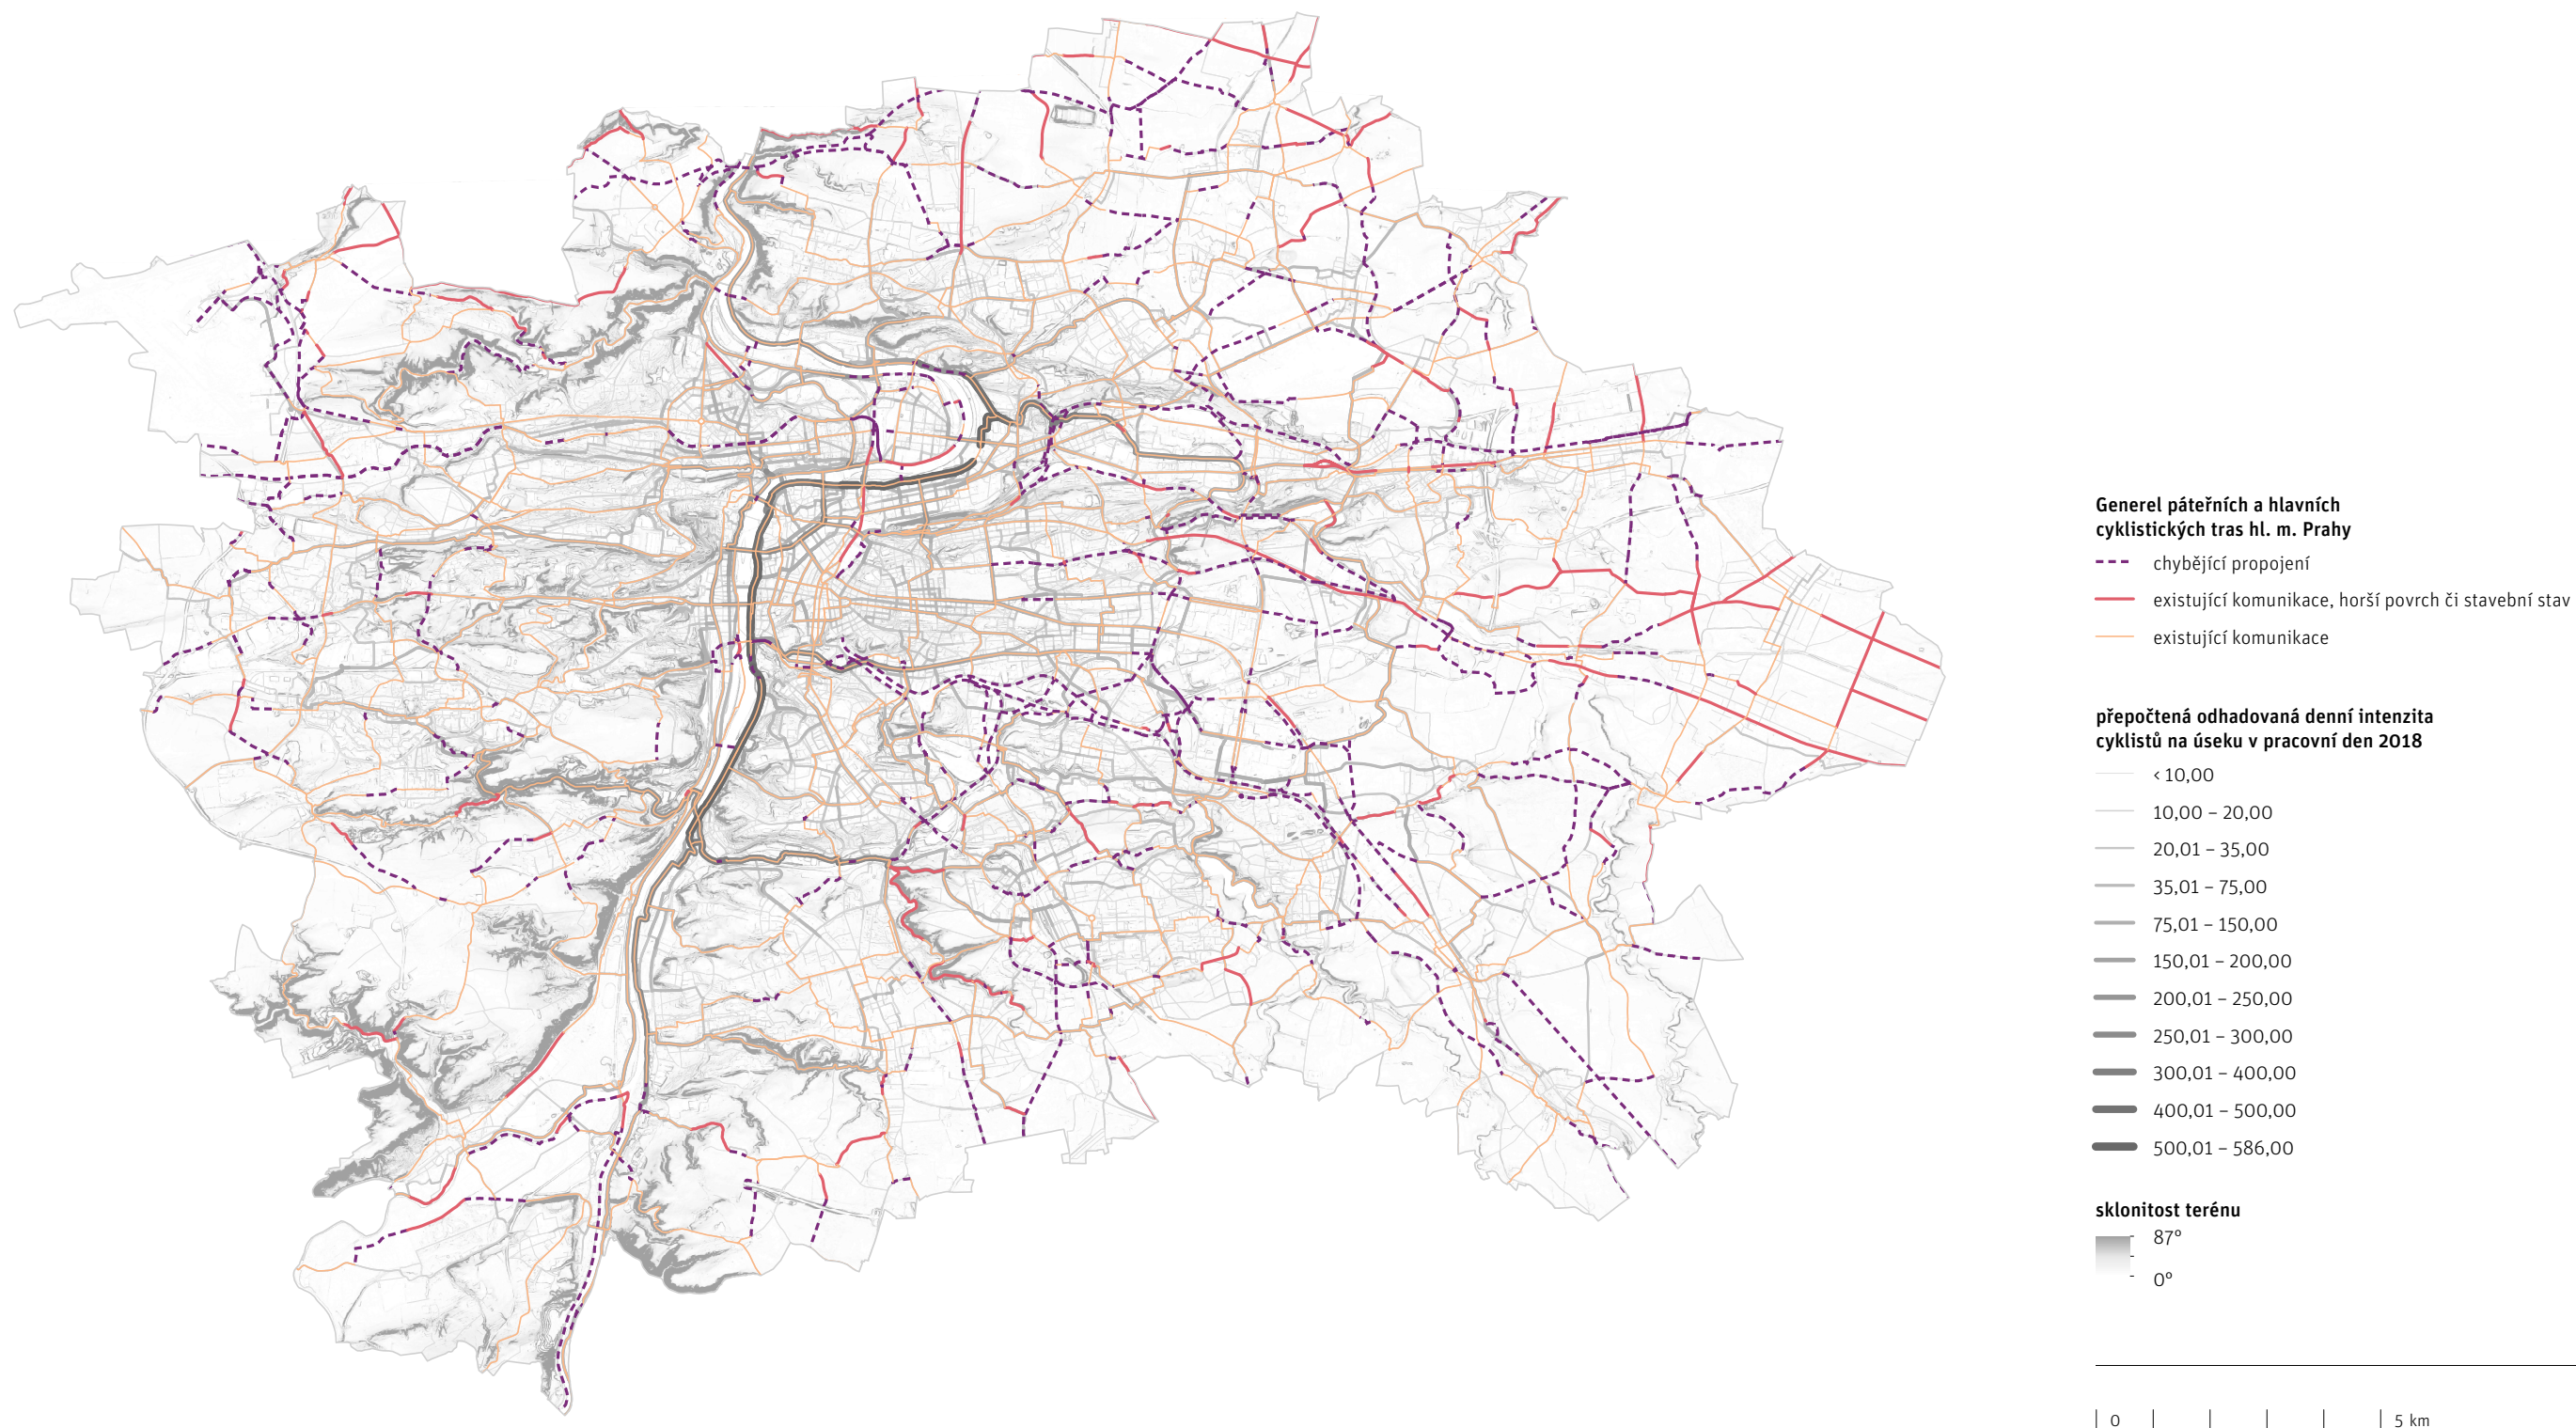 Generel páteřních a hlavních
cyklistických tras hl. m. Prahy
chybějící propojení
existující komunikace, horší povrch či stavební stav
existující komunikace
přepočtená odhadovaná denní intenzita
cyklistů na úseku v pracovní den 2018
< 10,00
10,00 – 20,00
20,01 – 35,00
35,01 – 75,00
75,01 – 150,00
150,01 – 200,00
200,01 – 250,00
250,01 – 300,00
300,01 – 400,00
400,01 – 500,00
500,01 – 586,00
sklonitost terénu
87°
0°
0 5 km